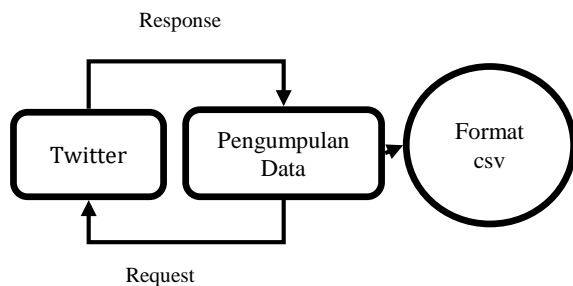 Response
Twitter
Pengumpulan
Data
Format
csv
Request